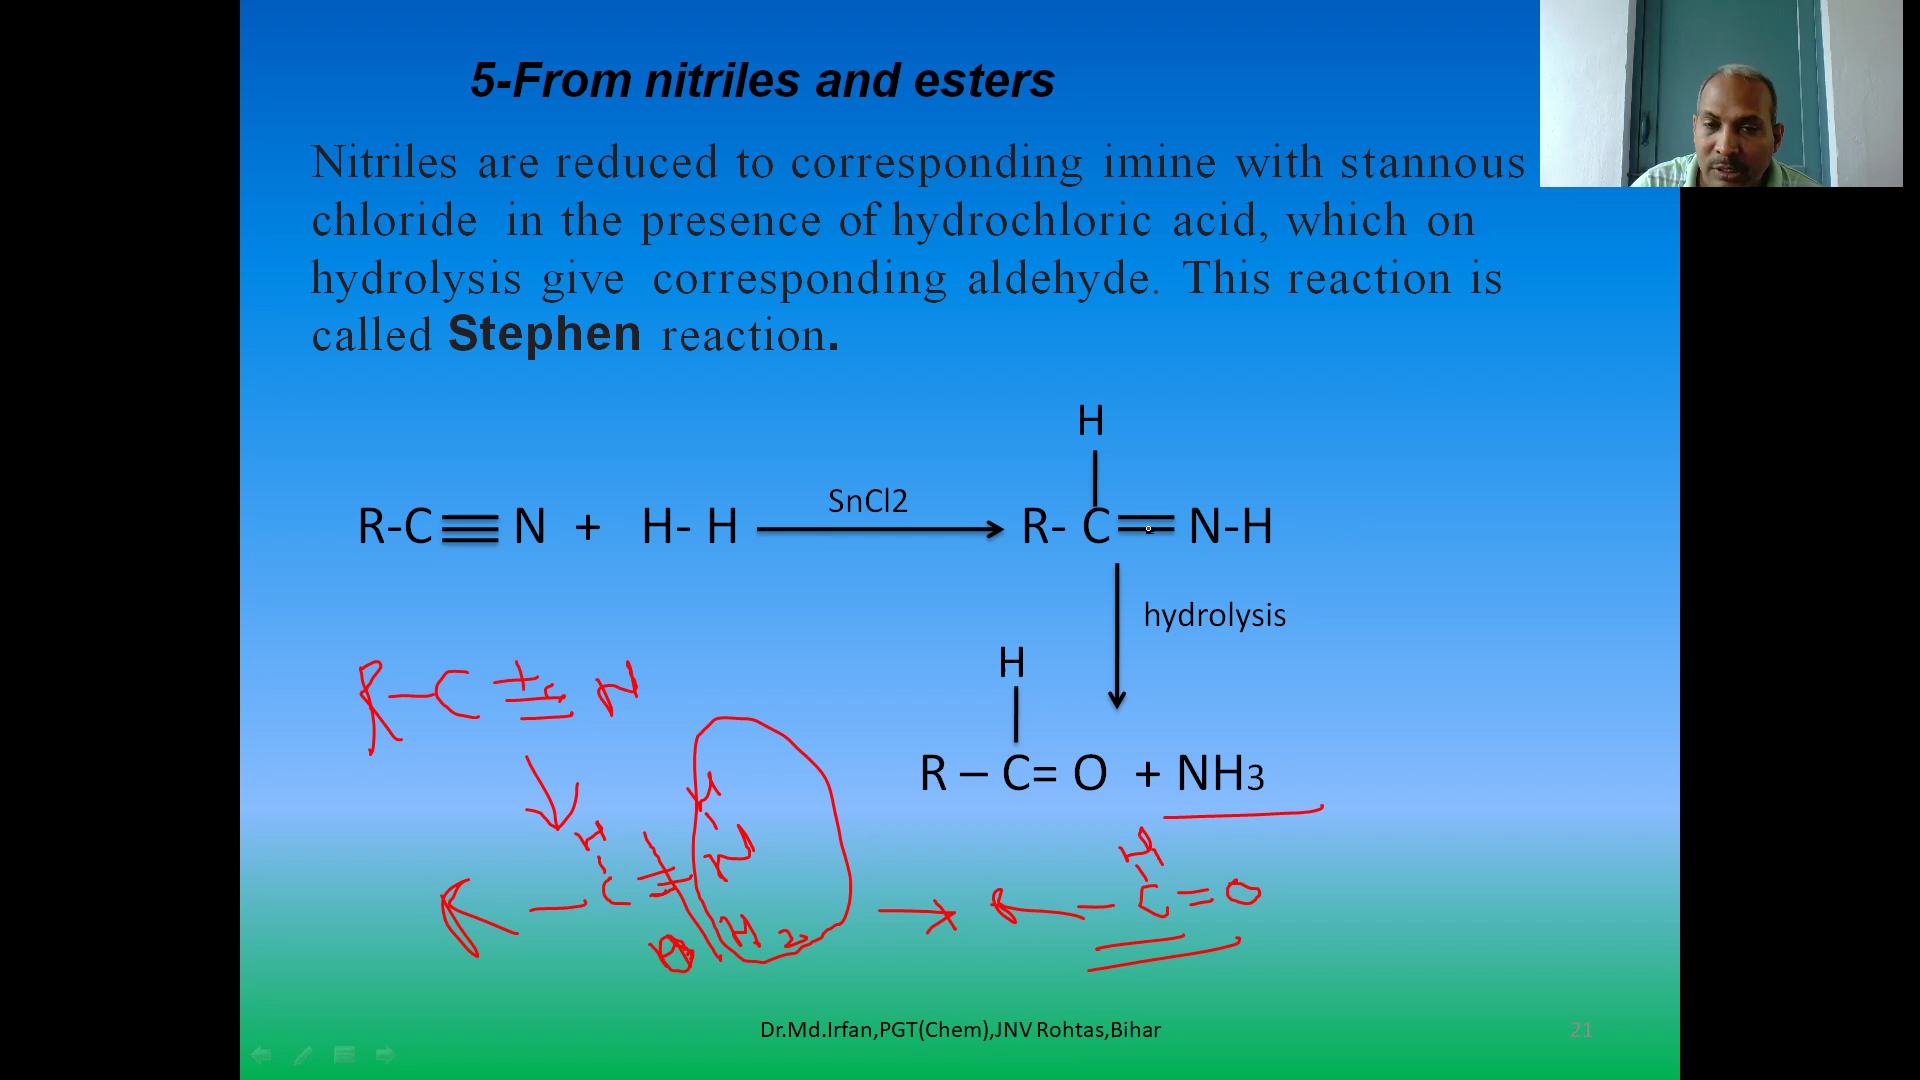 5-From nitriles and esters
Nitriles are reduced to corresponding imine with stannous
chloride in the presence of hydrochloric acid, which on
hydrolysis give corresponding aldehyde. This reaction is
called Stephen reaction.
H
SnCl2
R-C≡N + H- H R- C=N-H
hydrolysis
H
R – C= O + NH3
R-C≡N
H H
R-C=N
O H2
H
R-C=O
Dr.Md.Irfan,PGT(Chem),JNV Rohtas,Bihar
21